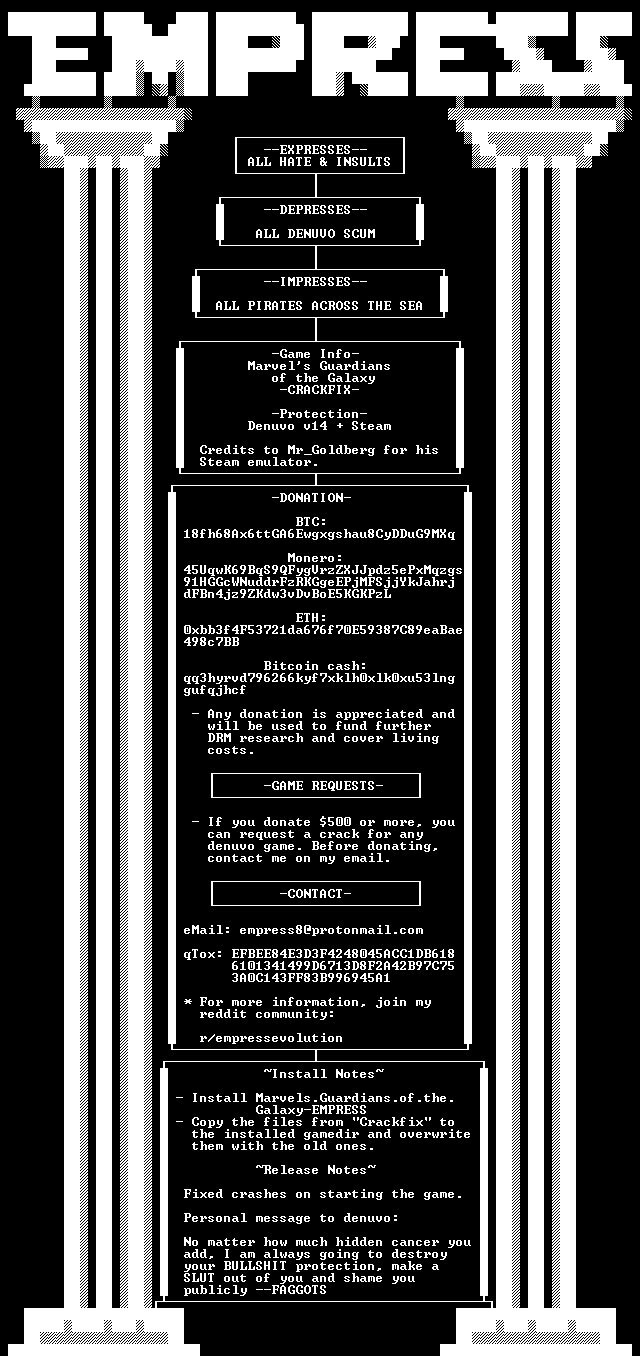 EMPRESS
--EXPRESSES--
ALL HATE & INSULTS
--DEPRESSES--
ALL DENUVO SCUM
--IMPRESSES--
ALL PIRATES ACROSS THE SEA
-Game Info-
Marvel's Guardians
of the Galaxy
-CRACKFIX-
-Protection-
Denuvo v14 + Steam
Credits to Mr_Goldberg for his
Steam emulator.
-DONATION-
BTC:
18fh68Ax6ttGA6Ewgxgshau8CyDDuG9MXq
Monero:
45UqwK69BqS9QFygVrzZXJJpdz5ePxMqzgs
91HGGcWNuddrFzRKGgeEPjMFSjjYkJahrj
dFBn4jz9ZKdw3vDvBoE5KGKPzL
ETH:
0xbb3f4F53721da676f70E59387C89eaBae
498c7BB
Bitcoin cash:
qq3hyrvd796266kyf7xklh0xlk0xu53lng
gufqjhcf
- Any donation is appreciated and
will be used to fund further
DRM research and cover living
costs.
-GAME REQUESTS-
- If you donate $500 or more, you
can request a crack for any
denuvo game. Before donating,
contact me on my email.
-CONTACT-
eMail: empress8@protonmail.com
qTox: EFBEE84E3D3F4248045ACC1DB618
6101341499D6713D8F2A42B97C75
3A0C143FF83B996945A1
* For more information, join my
reddit community:
r/empressevolution
~Install Notes~
- Install Marvels.Guardians.of.the.
Galaxy-EMPRESS
- Copy the files from "Crackfix" to
the installed gamedir and overwrite
them with the old ones.
~Release Notes~
Fixed crashes on starting the game.
Personal message to denuvo:
No matter how much hidden cancer you
add, I am always going to destroy
your BULLSHIT protection, make a
SLUT out of you and shame you
publicly --FAGGOTS